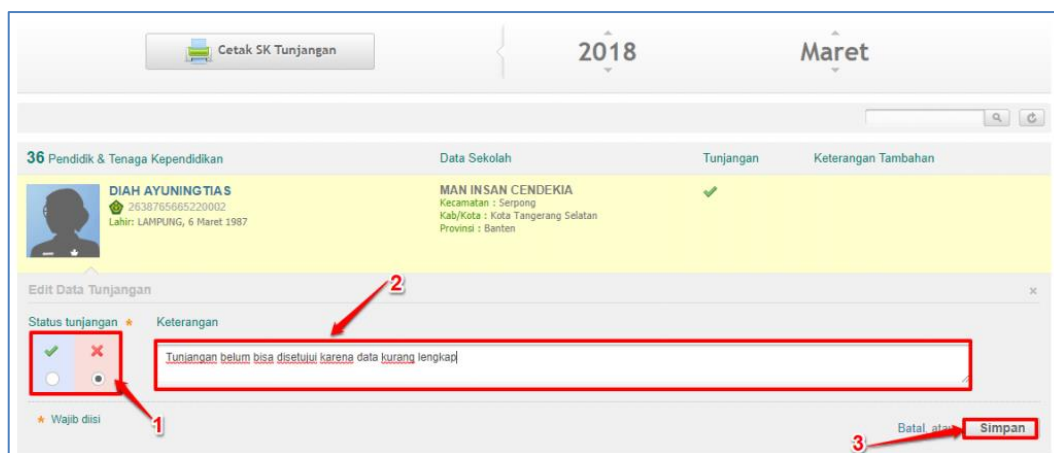 Cetak SK Tunjangan
2018
Maret
36 Pendidik & Tenaga Kependidikan
Data Sekolah
Tunjangan
Keterangan Tambahan
DIAH AYUNINGTIAS
2638765665220002
Lahir: LAMPUNG, 6 Maret 1987
MAN INSAN CENDEKIA
Kecamatan : Serpong
Kab/Kota : Kota Tangerang Selatan
Provinsi : Banten
Edit Data Tunjangan
×
2
Status tunjangan *
Keterangan
Tunjangan belum bisa disetujui karena data kurang lengkap
1
* Wajib diisi
Batal, atau
Simpan
3